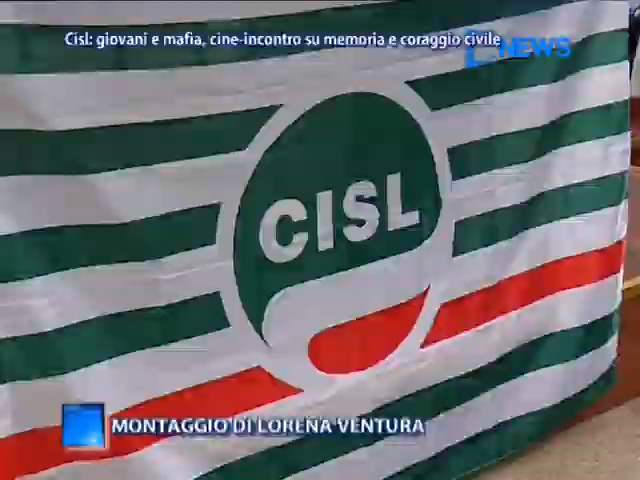 Cisl: giovani e mafia, cine-incontro su memoria e coraggio civile
NEWS
CISL
MONTAGGIO DI LORENA VENTURA